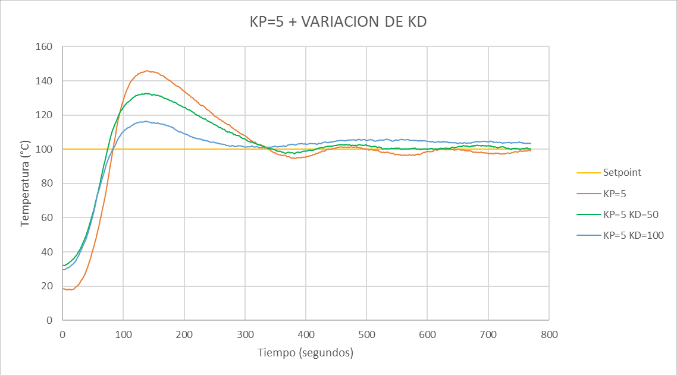 KP=5 + VARIACION DE KD
160
140
120
100
80
60
40
20
0
Temperatura (°C)
0 100 200 300 400 500 600 700 800
Tiempo (segundos)
Setpoint
KP=5
KP=5 KD=50
KP=5 KD=100